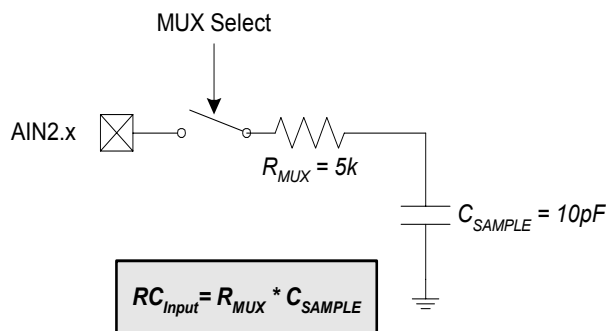 MUX Select
AIN2.x
R_MUX = 5k
C_SAMPLE = 10pF
RC_Input = R_MUX * C_SAMPLE